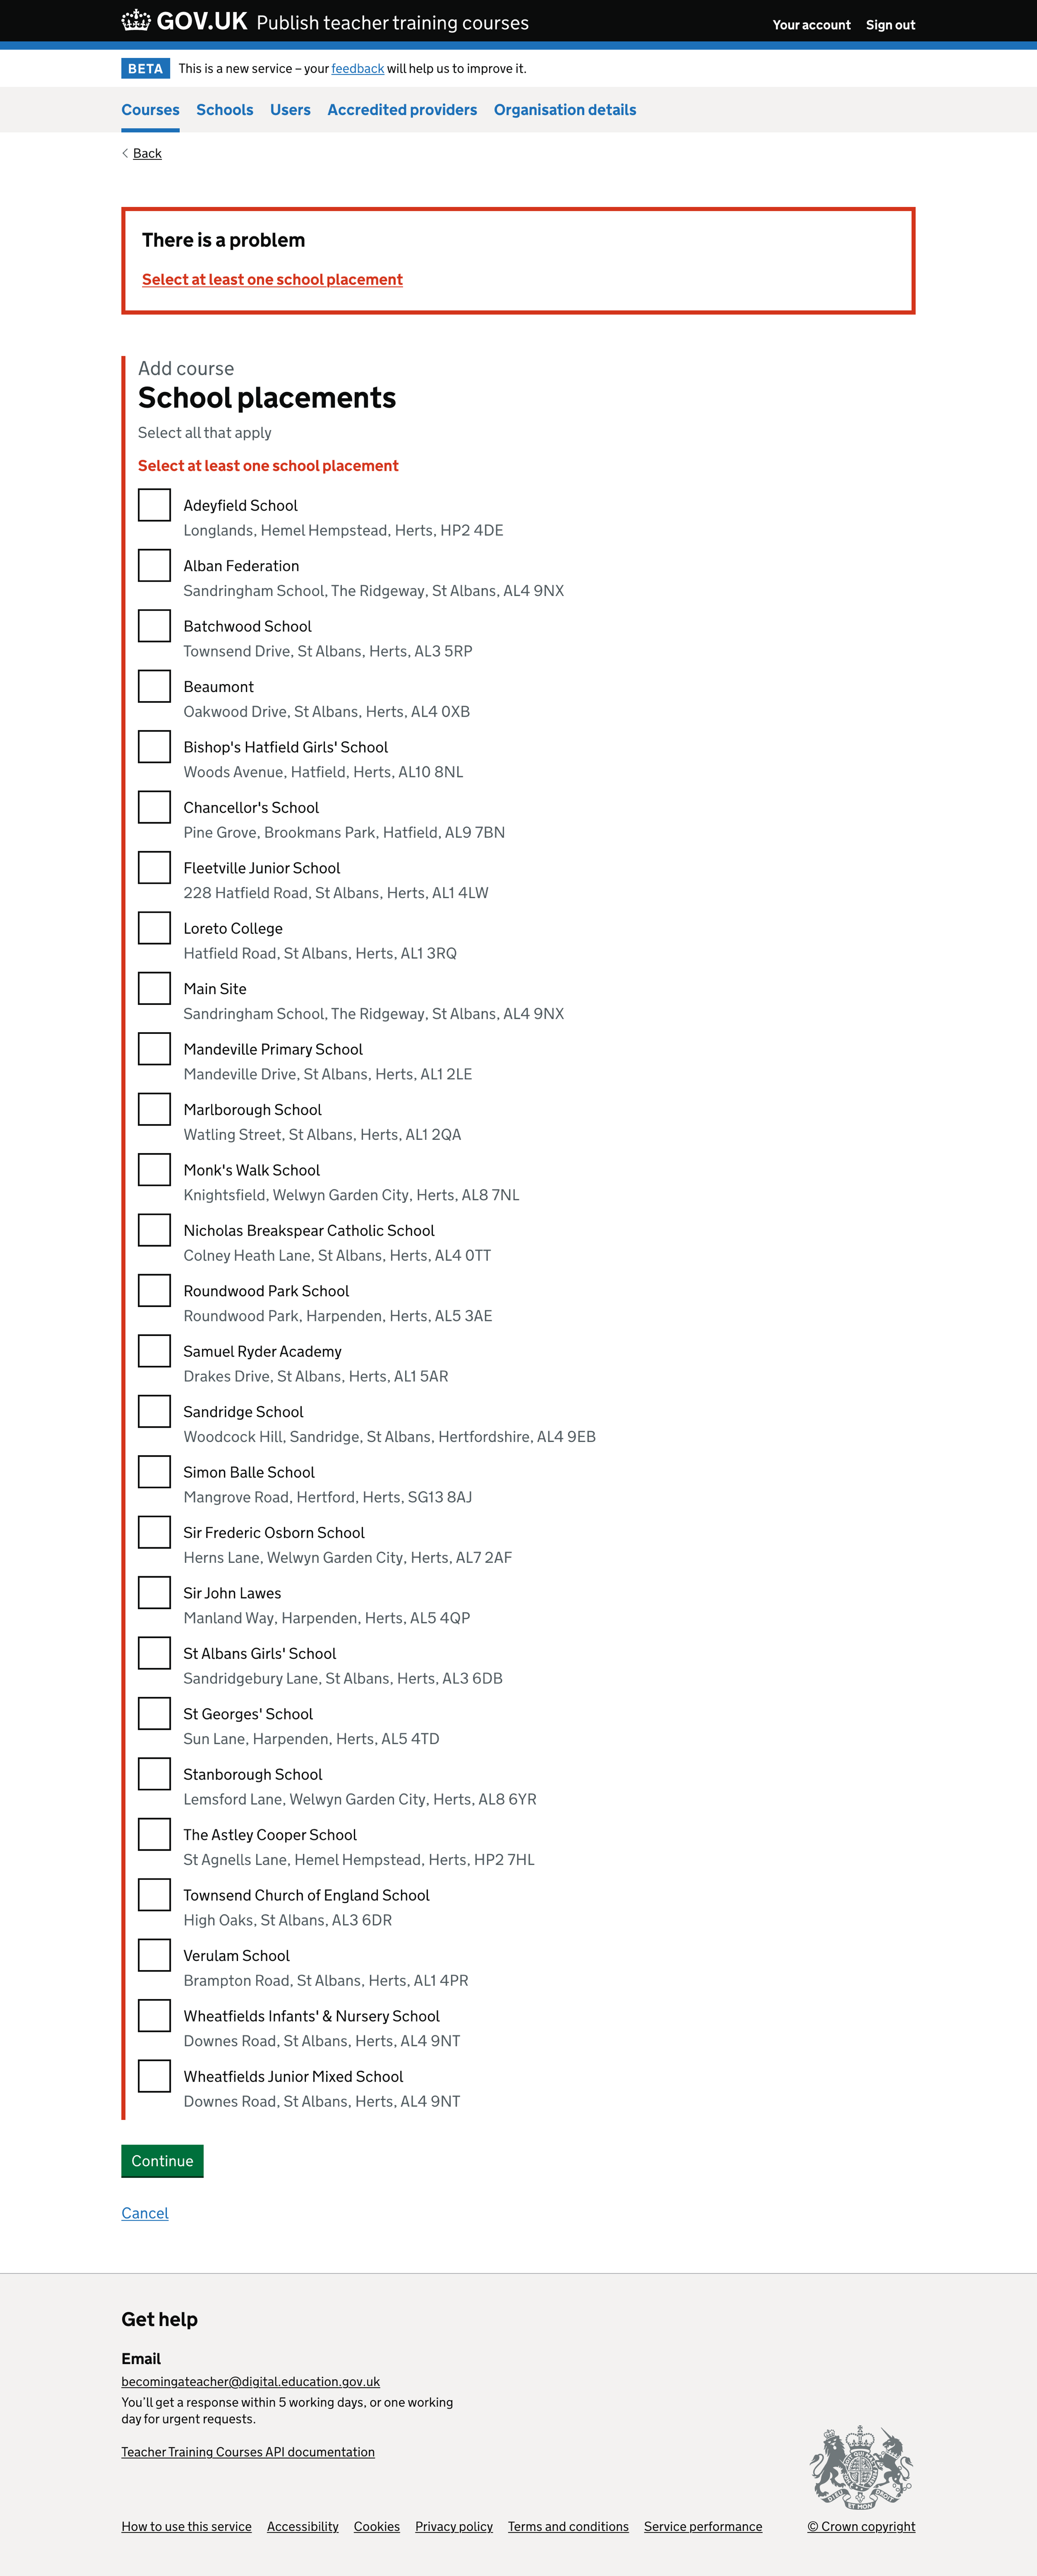 GOV.UK Publish teacher training courses
Your account Sign out
BETA This is a new service – your feedback will help us to improve it.
Courses Schools Users Accredited providers Organisation details
Back
There is a problem
Select at least one school placement
Add course
School placements
Select all that apply
Select at least one school placement
Adeyfield School
Longlands, Hemel Hempstead, Herts, HP2 4DE
Alban Federation
Sandringham School, The Ridgeway, St Albans, AL4 9NX
Batchwood School
Townsend Drive, St Albans, Herts, AL3 5RP
Beaumont
Oakwood Drive, St Albans, Herts, AL4 0XB
Bishop's Hatfield Girls' School
Woods Avenue, Hatfield, Herts, AL10 8NL
Chancellor's School
Pine Grove, Brookmans Park, Hatfield, AL9 7BN
Fleetville Junior School
228 Hatfield Road, St Albans, Herts, AL1 4LW
Loreto College
Hatfield Road, St Albans, Herts, AL1 3RQ
Main Site
Sandringham School, The Ridgeway, St Albans, AL4 9NX
Mandeville Primary School
Mandeville Drive, St Albans, Herts, AL1 2LE
Marlborough School
Watling Street, St Albans, Herts, AL1 2QA
Monk's Walk School
Knightsfield, Welwyn Garden City, Herts, AL8 7NL
Nicholas Breakspear Catholic School
Colney Heath Lane, St Albans, Herts, AL4 0TT
Roundwood Park School
Roundwood Park, Harpenden, Herts, AL5 3AE
Samuel Ryder Academy
Drakes Drive, St Albans, Herts, AL1 5AR
Sandridge School
Woodcock Hill, Sandridge, St Albans, Hertfordshire, AL4 9EB
Simon Balle School
Mangrove Road, Hertford, Herts, SG13 8AJ
Sir Frederic Osborn School
Herns Lane, Welwyn Garden City, Herts, AL7 2AF
Sir John Lawes
Manland Way, Harpenden, Herts, AL5 4QP
St Albans Girls' School
Sandridgebury Lane, St Albans, Herts, AL3 6DB
St Georges' School
Sun Lane, Harpenden, Herts, AL5 4TD
Stanborough School
Lemsford Lane, Welwyn Garden City, Herts, AL8 6YR
The Astley Cooper School
St Agnells Lane, Hemel Hempstead, Herts, HP2 7HL
Townsend Church of England School
High Oaks, St Albans, AL3 6DR
Verulam School
Brampton Road, St Albans, Herts, AL1 4PR
Wheatfields Infants' & Nursery School
Downes Road, St Albans, Herts, AL4 9NT
Wheatfields Junior Mixed School
Downes Road, St Albans, Herts, AL4 9NT
Continue
Cancel
Get help
Email
becomingateacher@digital.education.gov.uk
You’ll get a response within 5 working days, or one working
day for urgent requests.
Teacher Training Courses API documentation
How to use this service Accessibility Cookies Privacy policy Terms and conditions Service performance
© Crown copyright